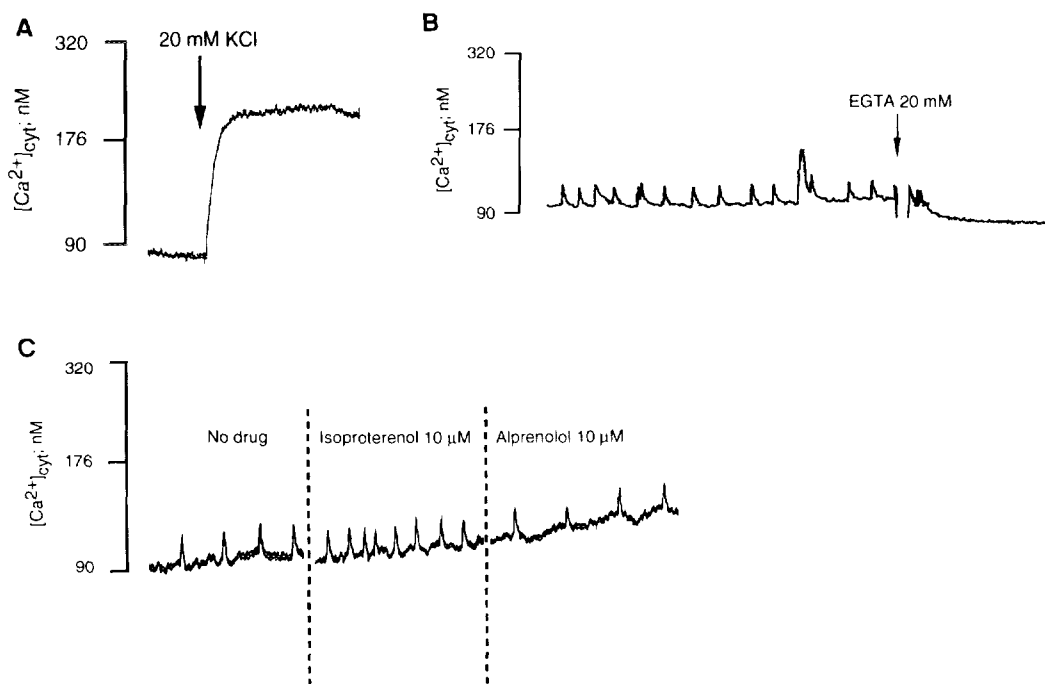 A
320
20 mM KCl
[Ca2+]cyt; nM
176
90
B
320
[Ca2+]cyt; nM
EGTA 20 mM
176
90
C
320
[Ca2+]cyt; nM
No drug
Isoproterenol 10 µM
Alprenolol 10 µM
176
90